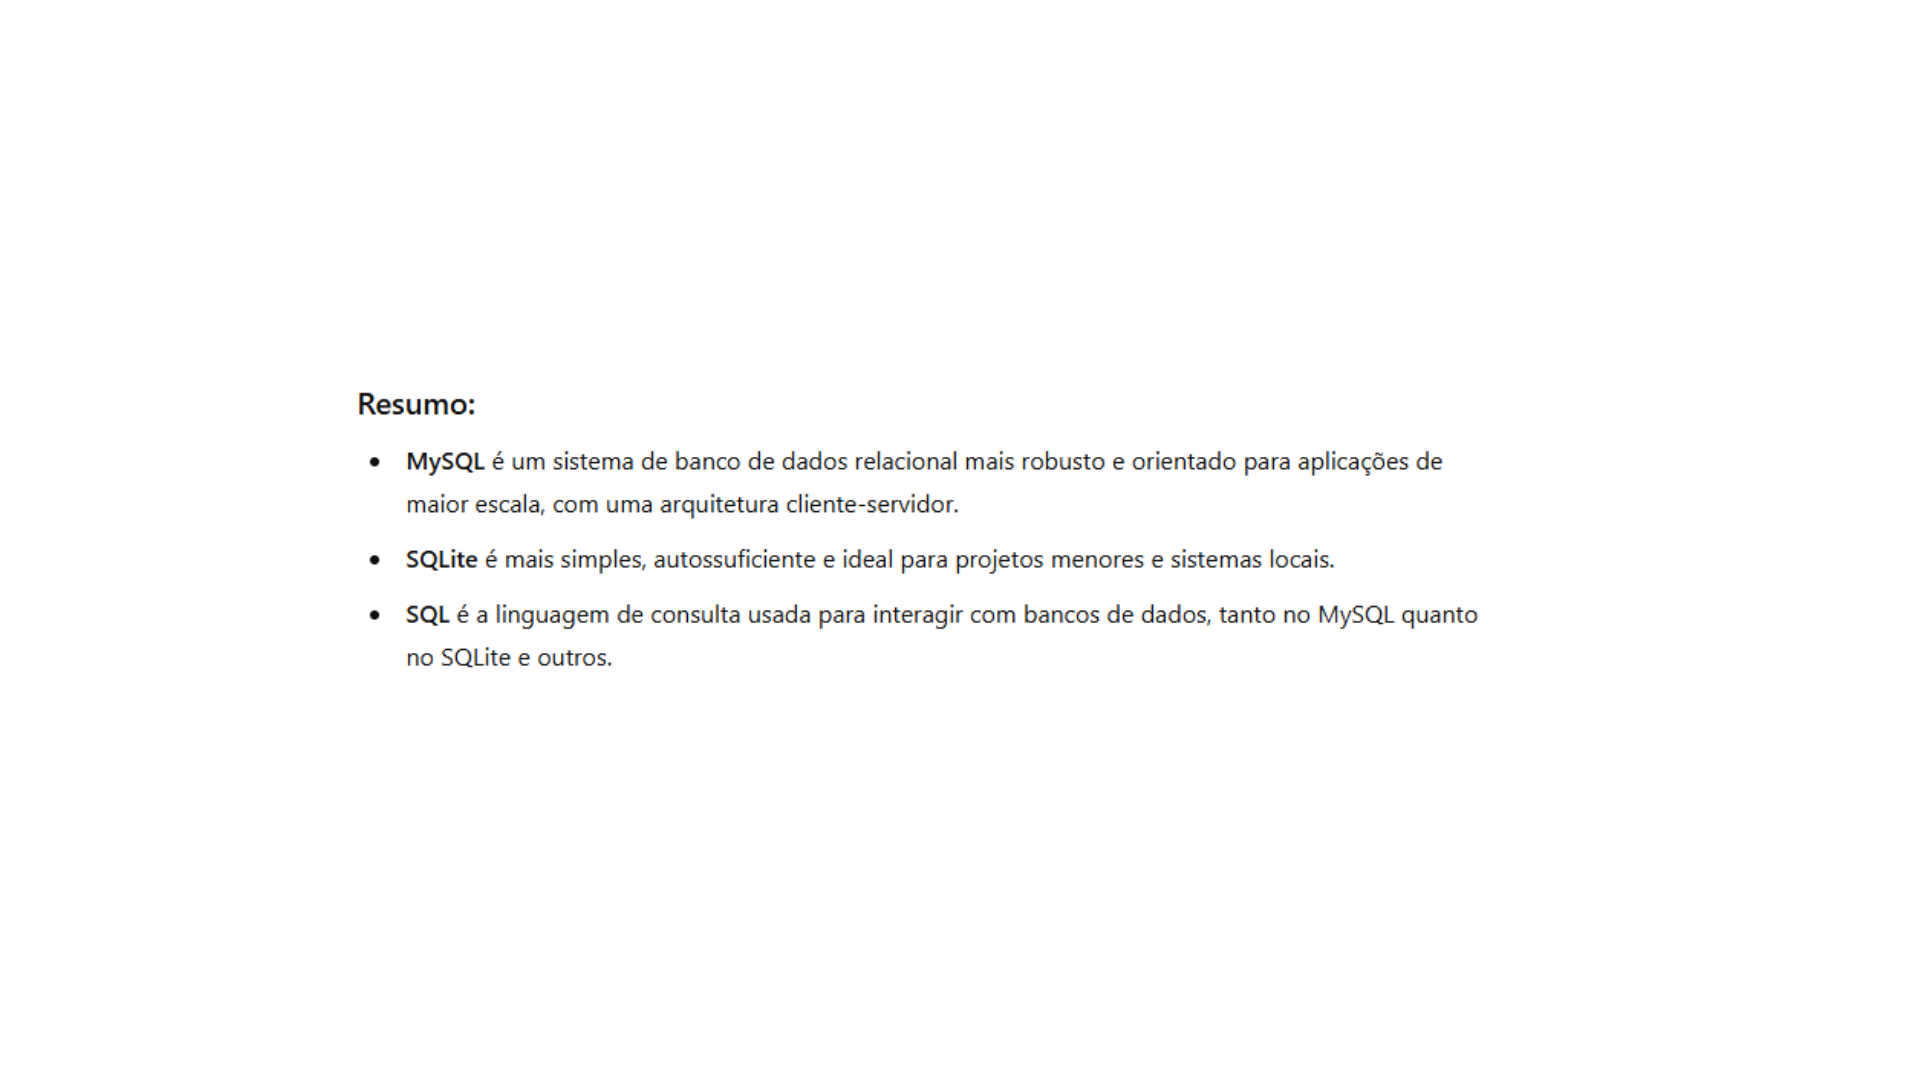 Resumo:
• MySQL é um sistema de banco de dados relacional mais robusto e orientado para aplicações de
maior escala, com uma arquitetura cliente-servidor.
• SQLite é mais simples, autossuficiente e ideal para projetos menores e sistemas locais.
• SQL é a linguagem de consulta usada para interagir com bancos de dados, tanto no MySQL quanto
no SQLite e outros.